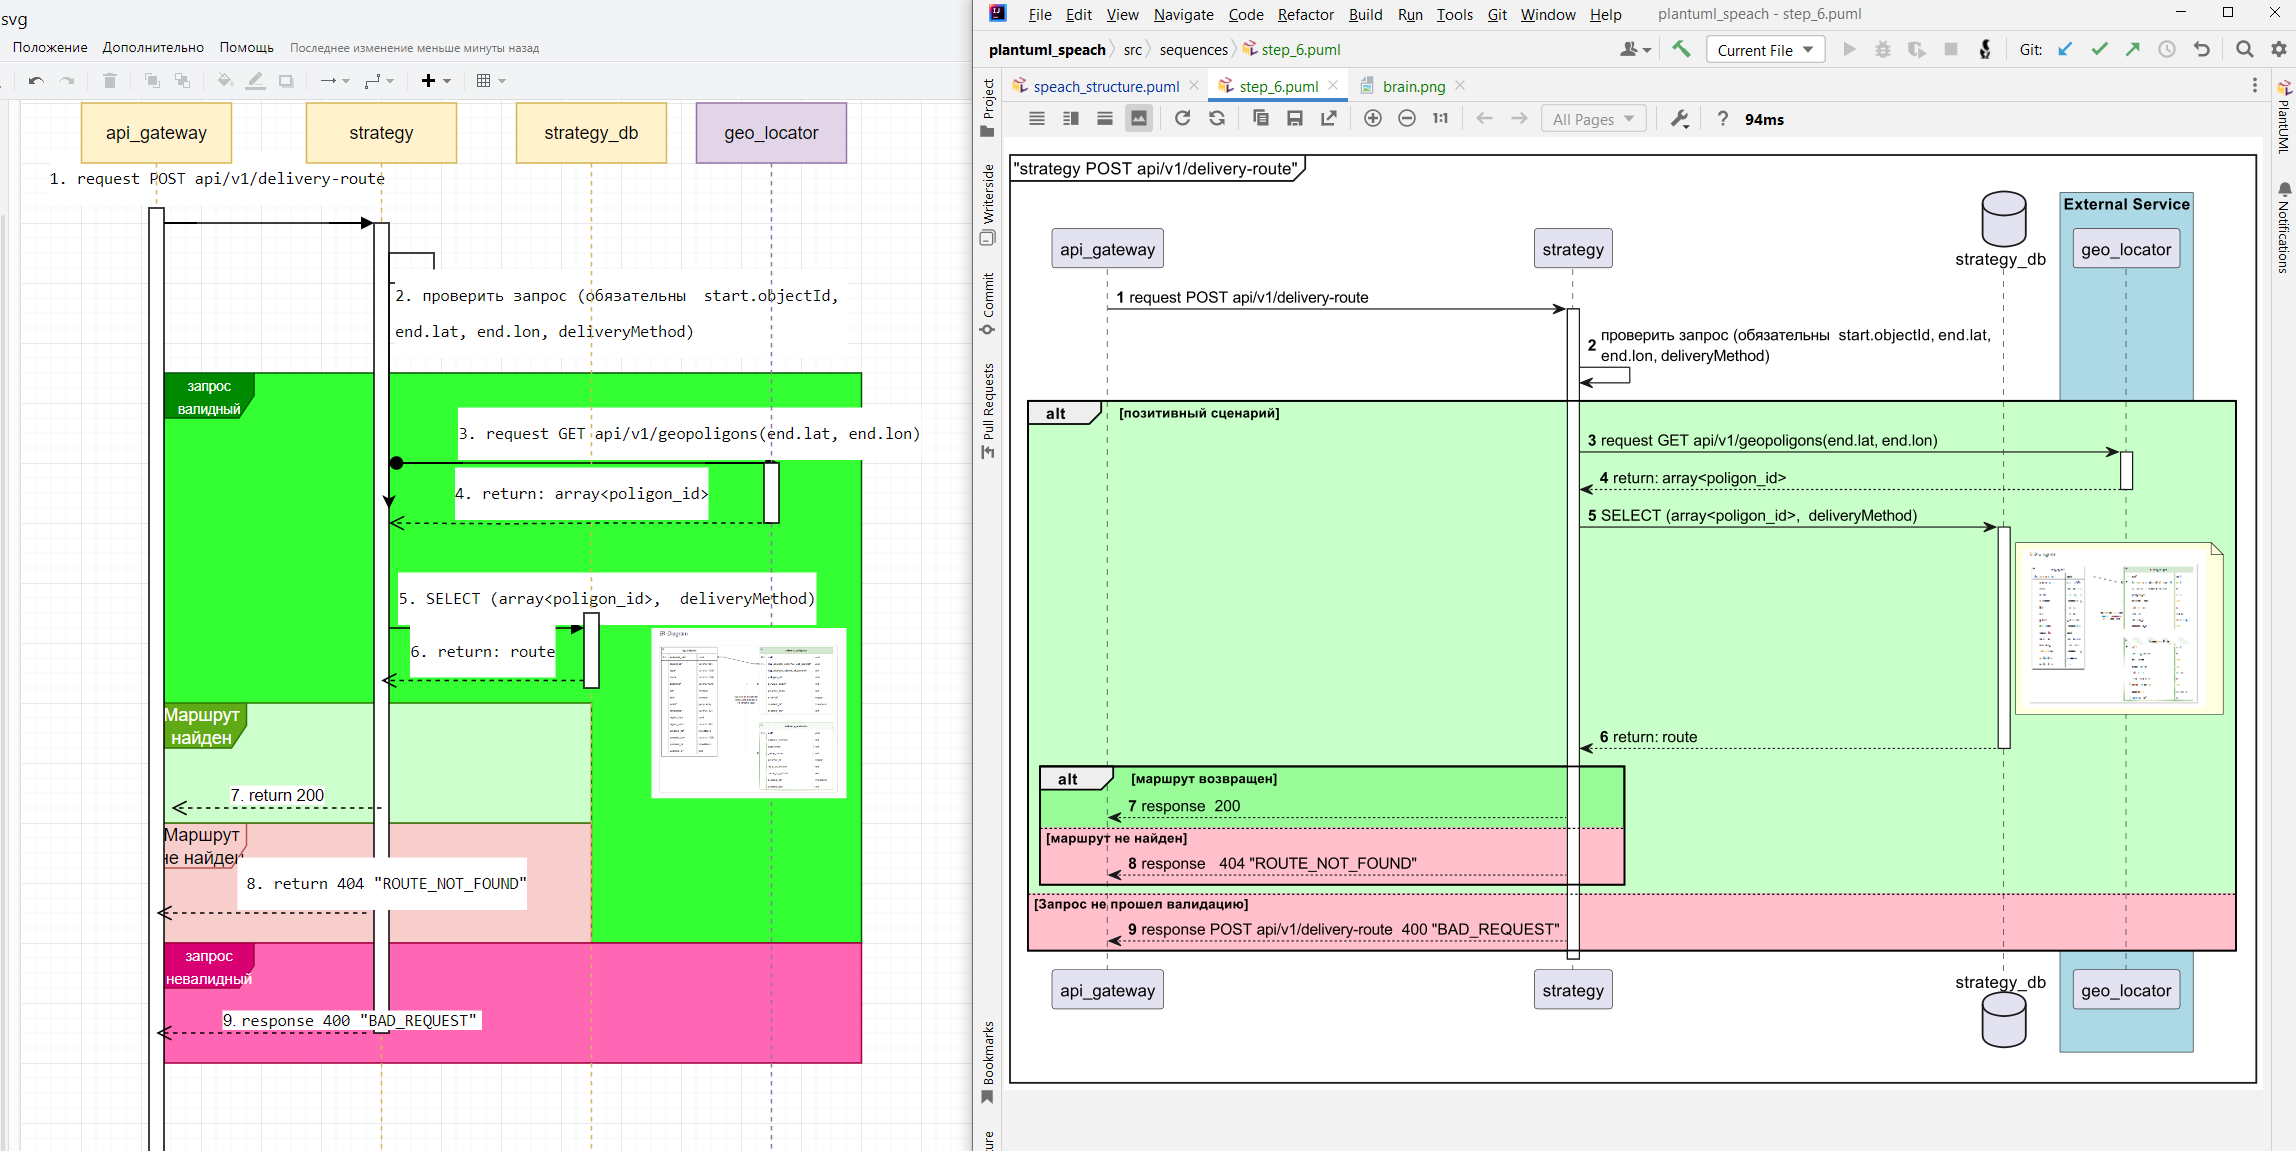 svg
Положение Дополнительно Помощь Последнее изменение меньше минуты назад
api_gateway strategy strategy_db geo_locator
1. request POST api/v1/delivery-route
2. проверить запрос (обязательны start.objectId,
end.lat, end.lon, deliveryMethod)
запрос
валидный
3. request GET api/v1/geopoligons(end.lat, end.lon)
4. return: array<poligon_id>
5. SELECT (array<poligon_id>, deliveryMethod)
6. return: route
ER-Diagram
Маршрут
найден
7. return 200
Маршрут
не найден
8. return 404 "ROUTE_NOT_FOUND"
запрос
невалидный
9. response 400 "BAD_REQUEST"
File Edit View Navigate Code Refactor Build Run Tools Git Window Help plantuml_speach - step_6.puml
plantuml_speach src sequences step_6.puml
Current File
Git:
speach_structure.puml step_6.puml brain.png
1:1
All Pages
? 94ms
Project
Writerside
Commit
Pull Requests
Bookmarks
ure
PlantUML
Notifications
"strategy POST api/v1/delivery-route"
External Service
api_gateway strategy strategy_db geo_locator
1 request POST api/v1/delivery-route
2 проверить запрос (обязательны start.objectId, end.lat,
end.lon, deliveryMethod)
alt [позитивный сценарий]
3 request GET api/v1/geopoligons(end.lat, end.lon)
4 return: array<poligon_id>
5 SELECT (array<poligon_id>, deliveryMethod)
6 return: route
alt [маршрут возвращен]
7 response 200
[маршрут не найден]
8 response 404 "ROUTE_NOT_FOUND"
[Запрос не прошел валидацию]
9 response POST api/v1/delivery-route 400 "BAD_REQUEST"
api_gateway strategy strategy_db geo_locator